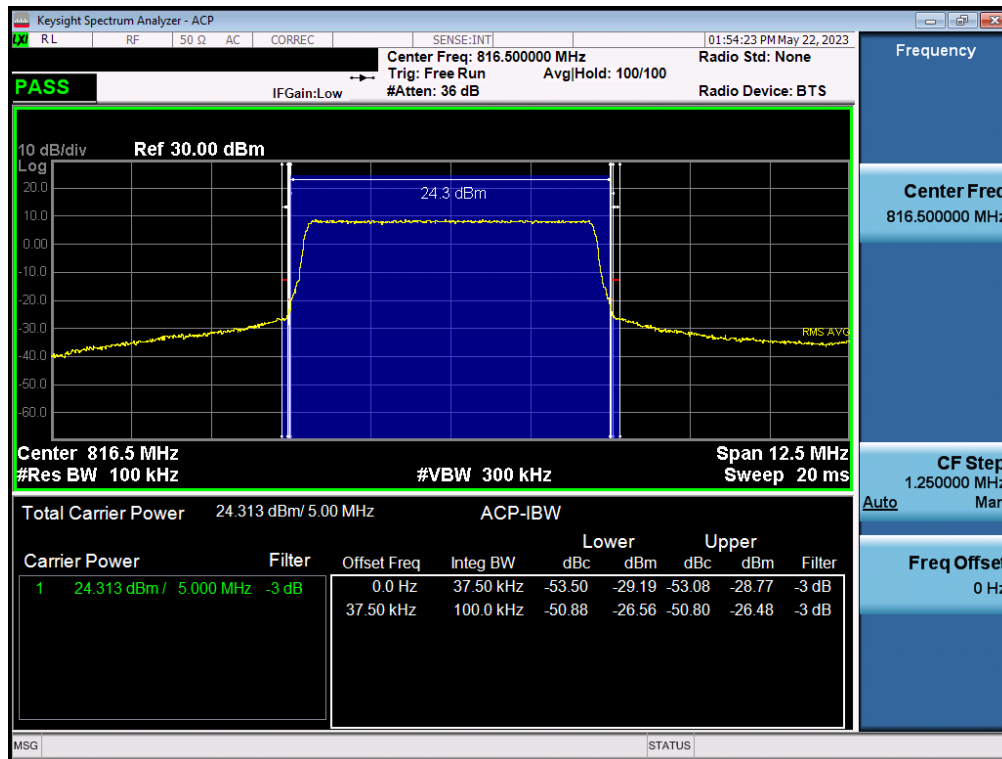 Keysight Spectrum Analyzer - ACP
LXI RL RF 50 Ω AC CORREC SENSE:INT 01:54:23 PM May 22, 2023
Center Freq: 816.500000 MHz Radio Std: None
Trig: Free Run Avg|Hold: 100/100
PASS IFGain:Low #Atten: 36 dB Radio Device: BTS
10 dB/div Ref 30.00 dBm
Log
20.0
10.0
0.00
-10.0
-20.0
-30.0
-40.0
-50.0
-60.0
24.3 dBm
RMS AVG
Center 816.5 MHz Span 12.5 MHz
#Res BW 100 kHz #VBW 300 kHz Sweep 20 ms
Total Carrier Power 24.313 dBm/ 5.00 MHz ACP-IBW
Lower Upper
Carrier Power Filter Offset Freq Integ BW dBc dBm dBc dBm Filter
1 24.313 dBm / 5.000 MHz -3 dB 0.0 Hz 37.50 kHz -53.50 -29.19 -53.08 -28.77 -3 dB
37.50 kHz 100.0 kHz -50.88 -26.56 -50.80 -26.48 -3 dB
MSG STATUS
Frequency
Center Freq
816.500000 MHz
CF Step
1.250000 MHz
Auto Man
Freq Offset
0 Hz